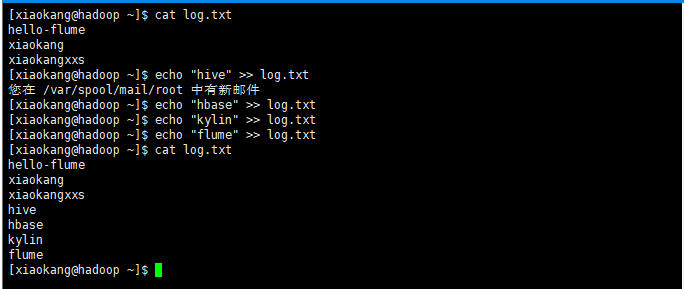 [xiaokang@hadoop ~]$ cat log.txt
hello-flume
xiaokang
xiaokangxxs
[xiaokang@hadoop ~]$ echo "hive" >> log.txt
您在 /var/spool/mail/root 中有新邮件
[xiaokang@hadoop ~]$ echo "hbase" >> log.txt
[xiaokang@hadoop ~]$ echo "kylin" >> log.txt
[xiaokang@hadoop ~]$ echo "flume" >> log.txt
[xiaokang@hadoop ~]$ cat log.txt
hello-flume
xiaokang
xiaokangxxs
hive
hbase
kylin
flume
[xiaokang@hadoop ~]$